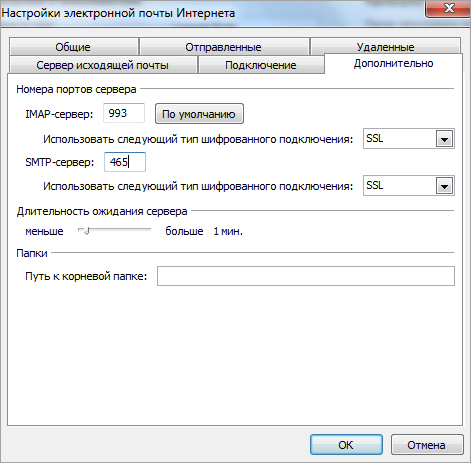 Настройки электронной почты Интернета
Общие Отправленные Удаленные
Сервер исходящей почты Подключение Дополнительно
Номера портов сервера
IMAP-сервер: 993 По умолчанию
Использовать следующий тип шифрованного подключения: SSL
SMTP-сервер: 465
Использовать следующий тип шифрованного подключения: SSL
Длительность ожидания сервера
меньше больше 1 мин.
Папки
Путь к корневой папке:
OK Отмена